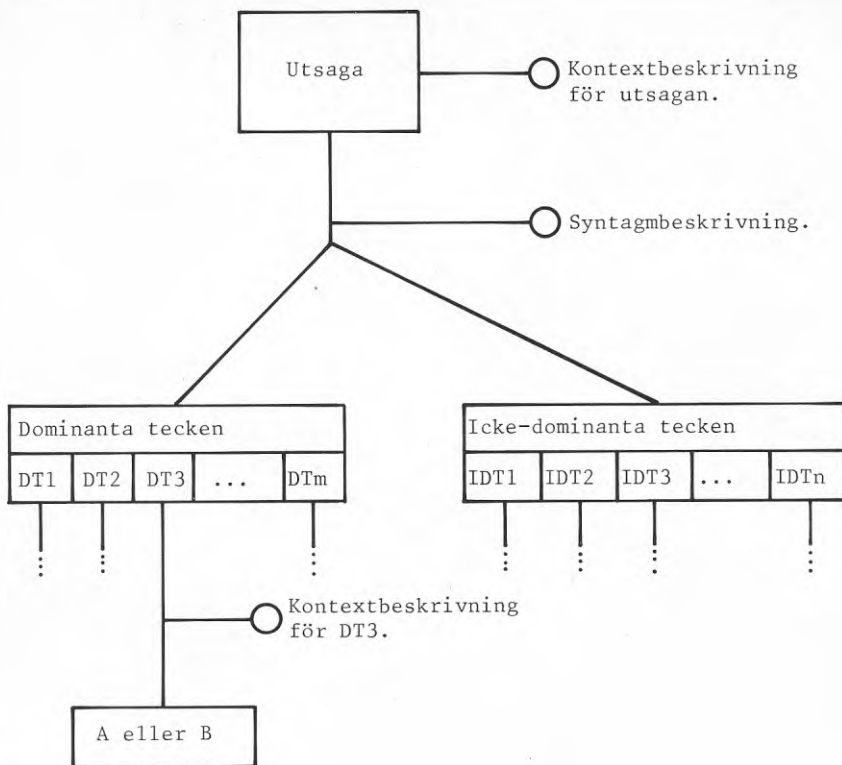 Utsaga
Kontextbeskrivning
för utsagan.
Syntagmbeskrivning.
Dominanta tecken
DT1 DT2 DT3 ... DTm
Icke-dominanta tecken
IDT1 IDT2 IDT3 ... IDTn
Kontextbeskrivning
för DT3.
A eller B